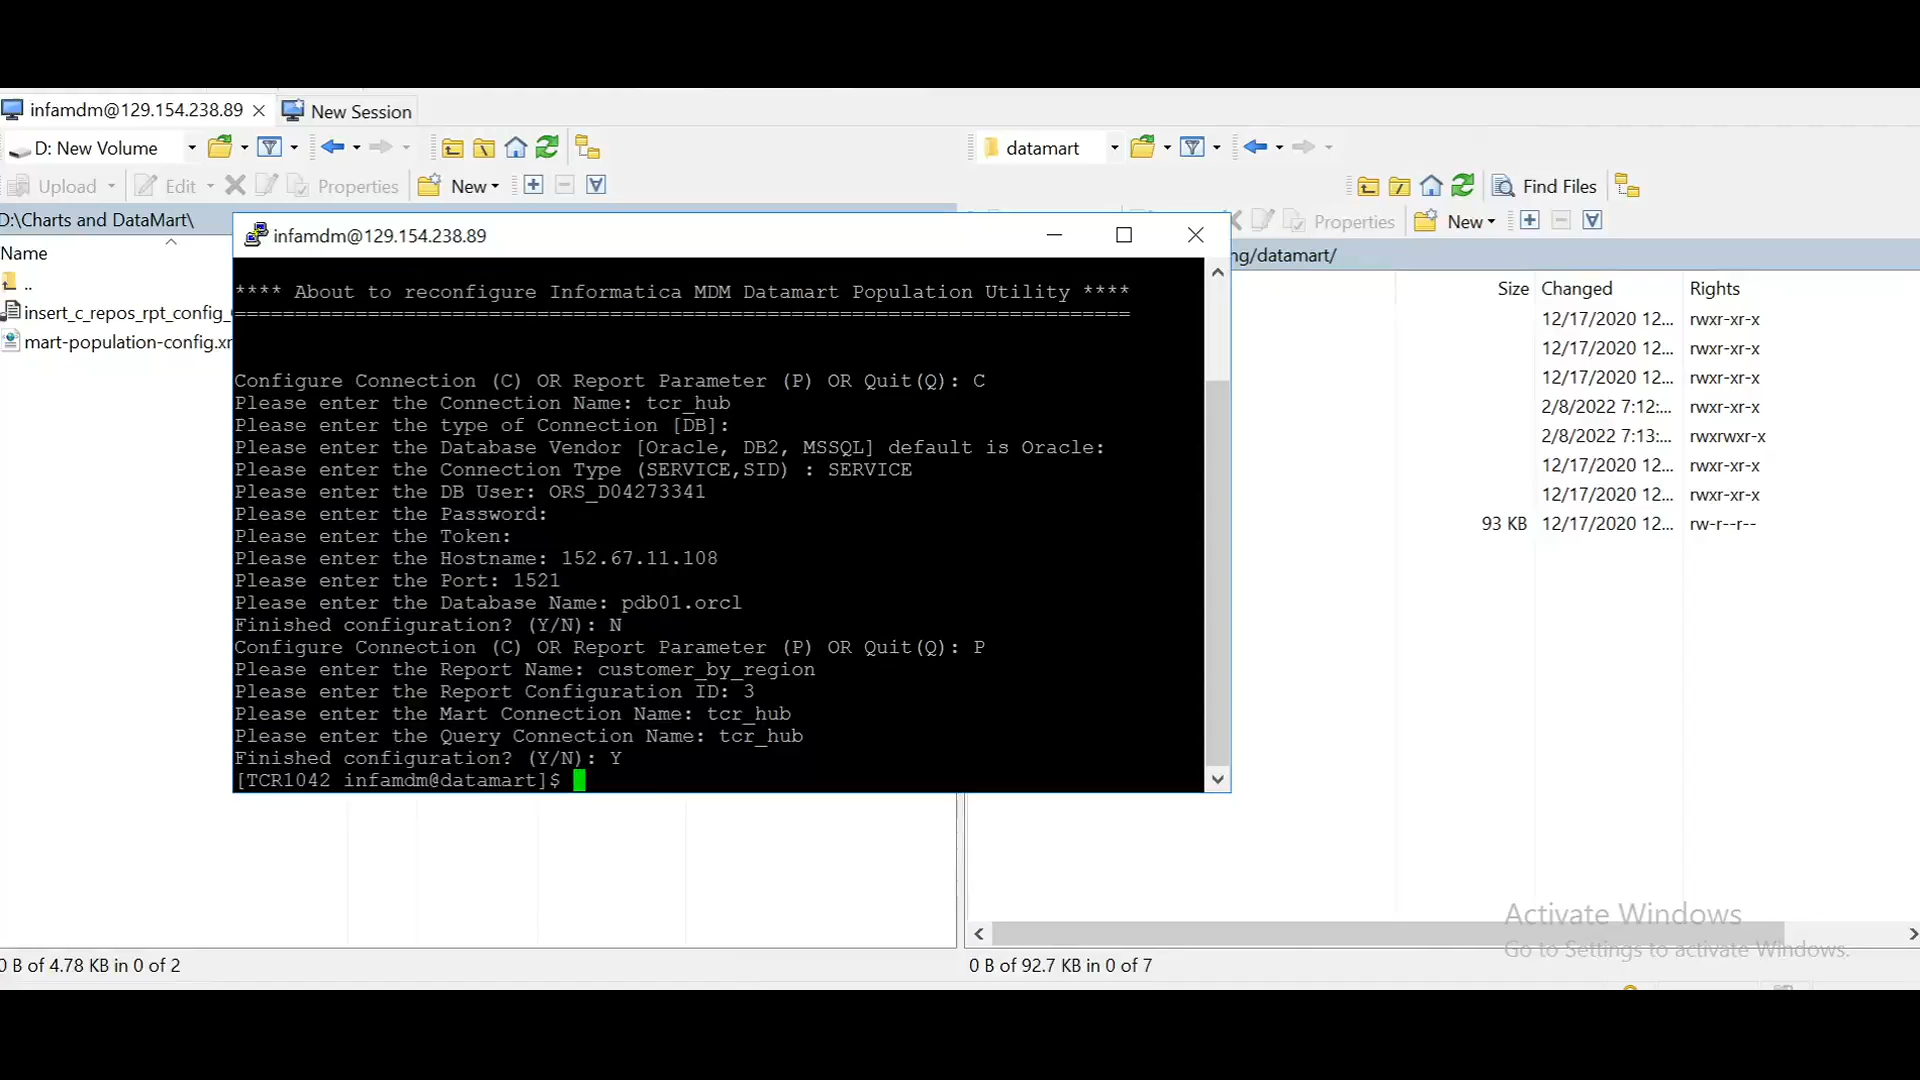 infamdm@129.154.238.89
New Session
D: New Volume
datamart
Upload
Edit
Properties
New
Find Files
D:\Charts and DataMart\
Properties
New
ng/datamart/
Name
..
insert_c_repos_rpt_config_
mart-population-config.xm
infamdm@129.154.238.89
**** About to reconfigure Informatica MDM Datamart Population Utility ****
==========================================================================
Configure Connection (C) OR Report Parameter (P) OR Quit(Q): C
Please enter the Connection Name: tcr_hub
Please enter the type of Connection [DB]:
Please enter the Database Vendor [Oracle, DB2, MSSQL] default is Oracle:
Please enter the Connection Type (SERVICE,SID) : SERVICE
Please enter the DB User: ORS_D04273341
Please enter the Password:
Please enter the Token:
Please enter the Hostname: 152.67.11.108
Please enter the Port: 1521
Please enter the Database Name: pdb01.orcl
Finished configuration? (Y/N): N
Configure Connection (C) OR Report Parameter (P) OR Quit(Q): P
Please enter the Report Name: customer_by_region
Please enter the Report Configuration ID: 3
Please enter the Mart Connection Name: tcr_hub
Please enter the Query Connection Name: tcr_hub
Finished configuration? (Y/N): Y
[TCR1042 infamdm@datamart]$
Size Changed Rights
12/17/2020 12... rwxr-xr-x
12/17/2020 12... rwxr-xr-x
12/17/2020 12... rwxr-xr-x
2/8/2022 7:12:... rwxr-xr-x
2/8/2022 7:13:... rwxrwxr-x
12/17/2020 12... rwxr-xr-x
12/17/2020 12... rwxr-xr-x
93 KB 12/17/2020 12... rw-r--r--
Activate Windows
Go to Settings to activate Windows.
0 B of 4.78 KB in 0 of 2
0 B of 92.7 KB in 0 of 7